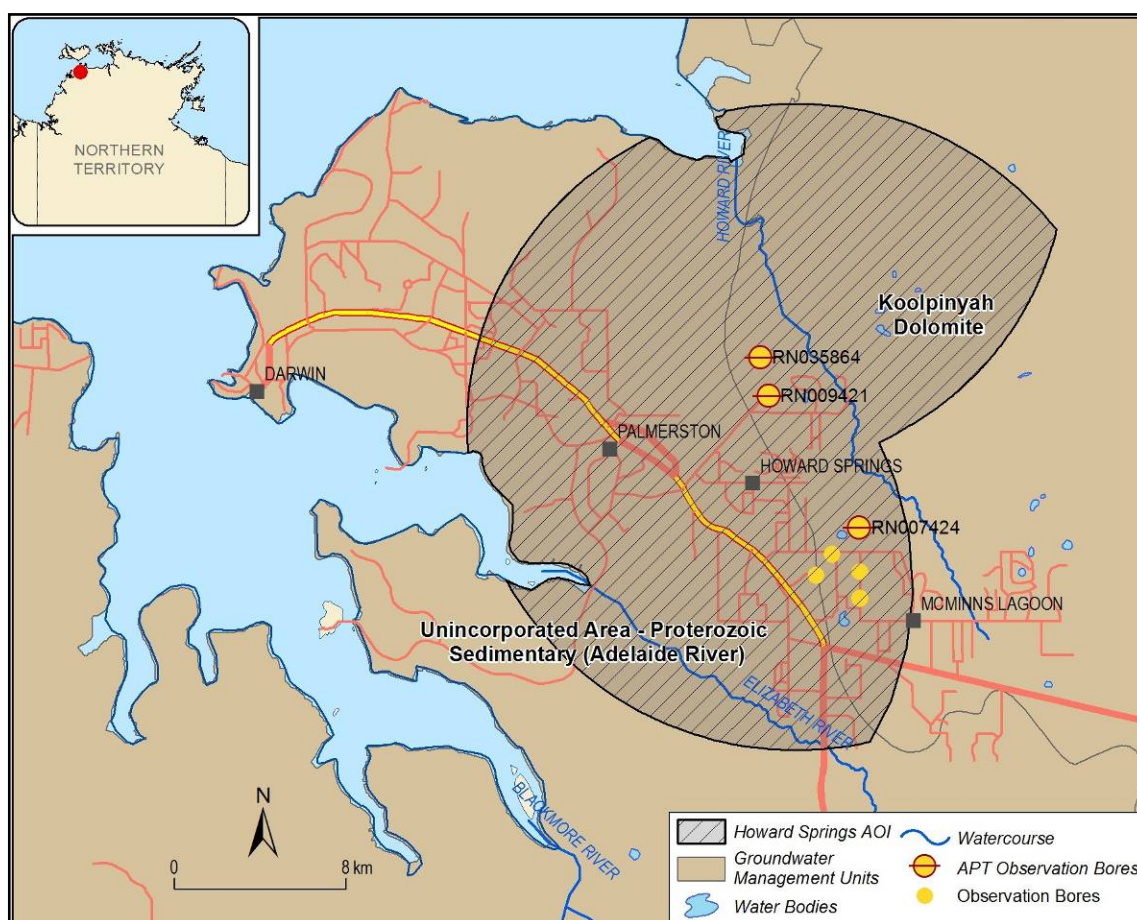 NORTHERN
TERRITORY
HOWARD RIVER
Koolpinyah
Dolomite
RN035864
DARWIN
RN009421
PALMERSTON
HOWARD SPRINGS
RN007424
MCMINNS LAGOON
Unincorporated Area - Proterozoic
Sedimentary (Adelaide River)
ELIZABETH RIVER
BLACKMORE RIVER
N
0 8 km
Howard Springs AOI
Groundwater
Management Units
Water Bodies
Watercourse
APT Observation Bores
Observation Bores